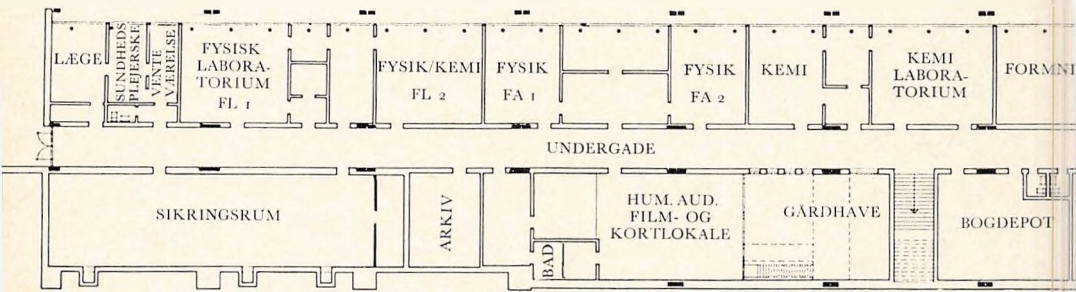 LÆGE
SUNDHEDS
PLEJERSKE
VENTE
VÆRELSE
FYSISK
LABORA-
TORIUM
FL 1
FYSIK/KEMI
FL 2
FYSIK
FA 1
FYSIK
FA 2
KEMI
KEMI
LABORA-
TORIUM
FORMNI
UNDERGADE
SIKRINGSRUM
ARKIV
BAD
HUM. AUD.
FILM- OG
KORTLOKALE
GÅRDHAVE
BOGDEPOT